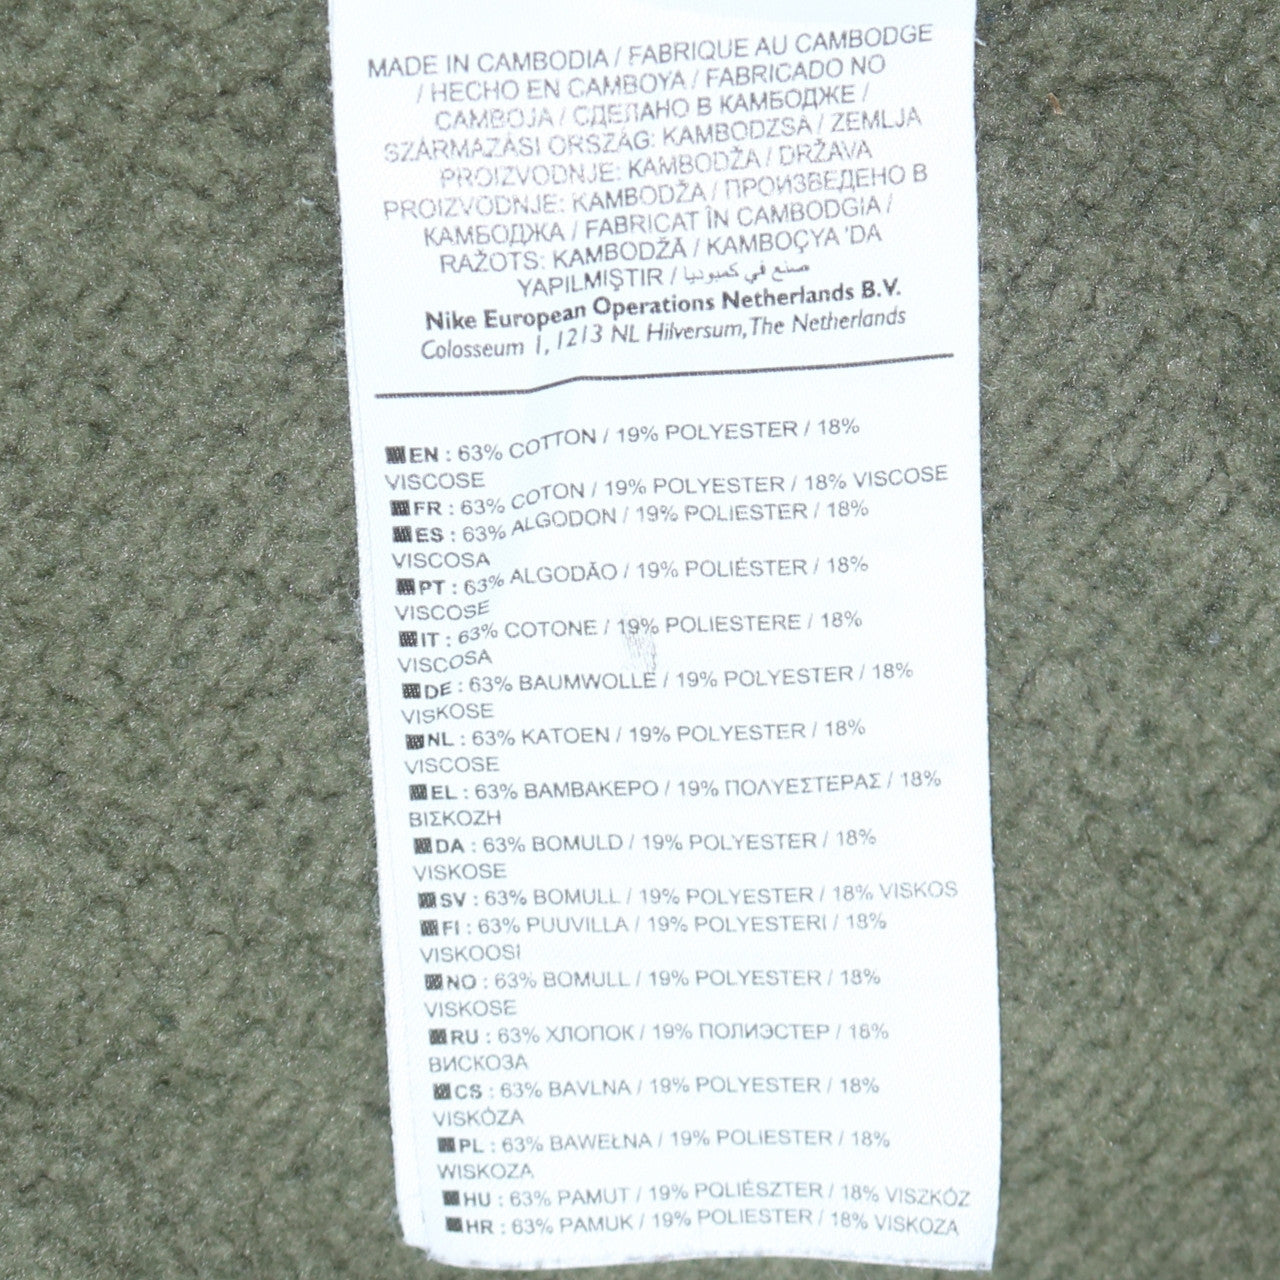 MADE IN CAMBODIA / FABRIQUE AU CAMBODGE
/ HECHO EN CAMBOYA / FABRICADO NO
CAMBOJA / СДЕЛАНО В КАМБОДЖЕ /
SZÁRMAZÁSI ORSZÁG: KAMBODZSA / ZEMLJA
PROIZVODNJE: KAMBODŽA / DRŽAVA
PROIZVODNJE: KAMBODŽA / ПРОИЗВЕДЕНО В
КАМБОДЖА / FABRICAT ÎN CAMBODGIA /
RAŽOTS: KAMBODŽĀ / KAMBOÇYA 'DA
YAPILMIŞTIR / صنع في كمبوديا
Nike European Operations Netherlands B.V.
Colosseum 1, 1213 NL Hilversum, The Netherlands
EN : 63% COTTON / 19% POLYESTER / 18%
VISCOSE
FR : 63% COTON / 19% POLYESTER / 18% VISCOSE
ES : 63% ALGODON / 19% POLIESTER / 18%
VISCOSA
PT : 63% ALGODÃO / 19% POLIÉSTER / 18%
VISCOSE
IT : 63% COTONE / 19% POLIESTERE / 18%
VISCOSA
DE : 63% BAUMWOLLE / 19% POLYESTER / 18%
VISKOSE
NL : 63% KATOEN / 19% POLYESTER / 18%
VISCOSE
EL : 63% ΒΑΜΒΑΚΕΡΟ / 19% ΠΟΛΥΕΣΤΕΡΑΣ / 18%
ΒΙΣΚΟΖΗ
DA : 63% BOMULD / 19% POLYESTER / 18%
VISKOSE
SV : 63% BOMULL / 19% POLYESTER / 18% VISKOS
FI : 63% PUUVILLA / 19% POLYESTERI / 18%
VISKOOSI
NO : 63% BOMULL / 19% POLYESTER / 18%
VISKOSE
RU : 63% ХЛОПОК / 19% ПОЛИЭСТЕР / 18%
ВИСКОЗА
CS : 63% BAVLNA / 19% POLYESTER / 18%
VISKÓZA
PL : 63% BAWEŁNA / 19% POLIESTER / 18%
WISKOZA
HU : 63% PAMUT / 19% POLIÉSZTER / 18% VISZKÓZ
HR : 63% PAMUK / 19% POLYESTER / 18% VISKOZA